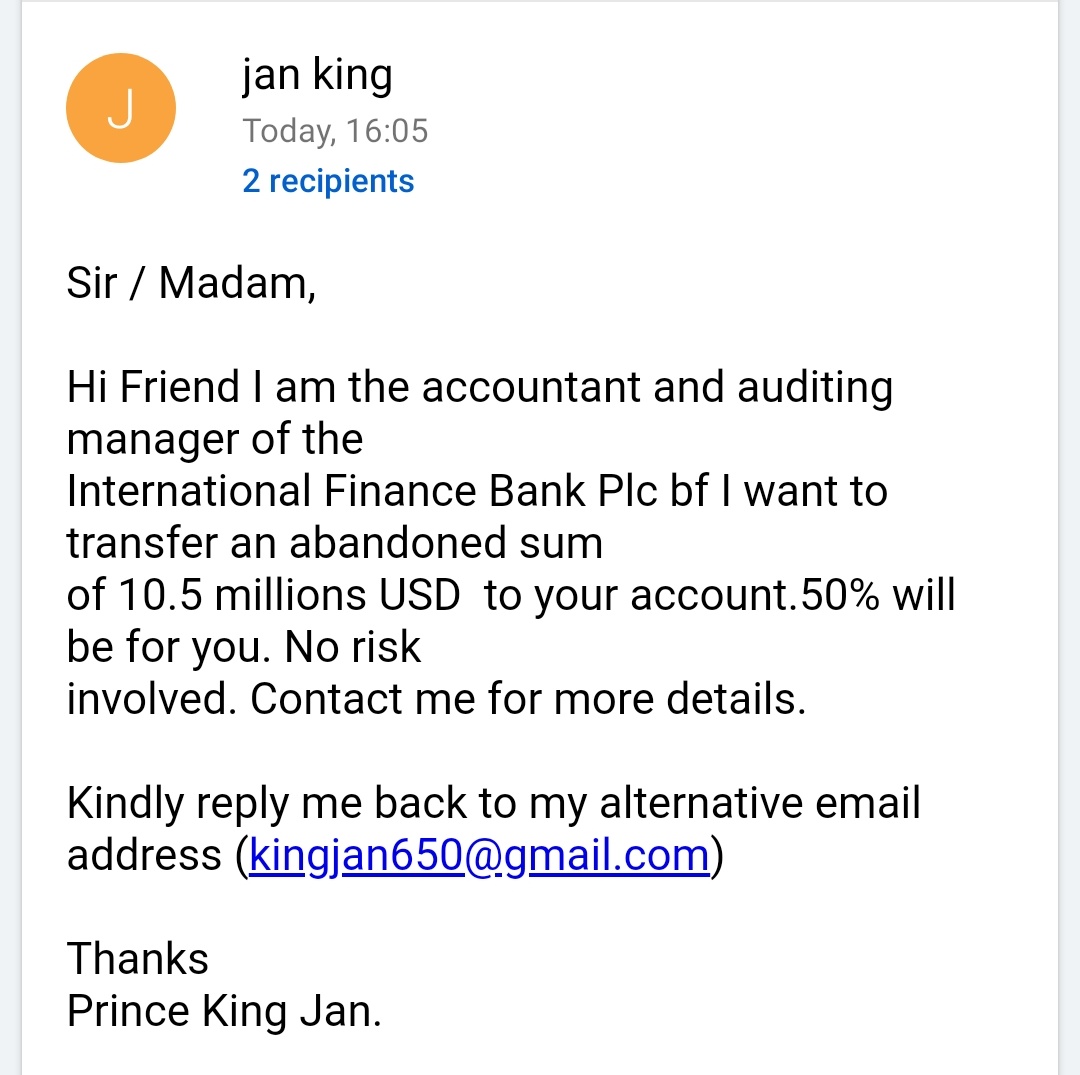 J
jan king
Today, 16:05
2 recipients
Sir / Madam,
Hi Friend I am the accountant and auditing
manager of the
International Finance Bank Plc bf I want to
transfer an abandoned sum
of 10.5 millions USD  to your account.50% will
be for you. No risk
involved. Contact me for more details.
Kindly reply me back to my alternative email
address (kingjan650@gmail.com)
Thanks
Prince King Jan.